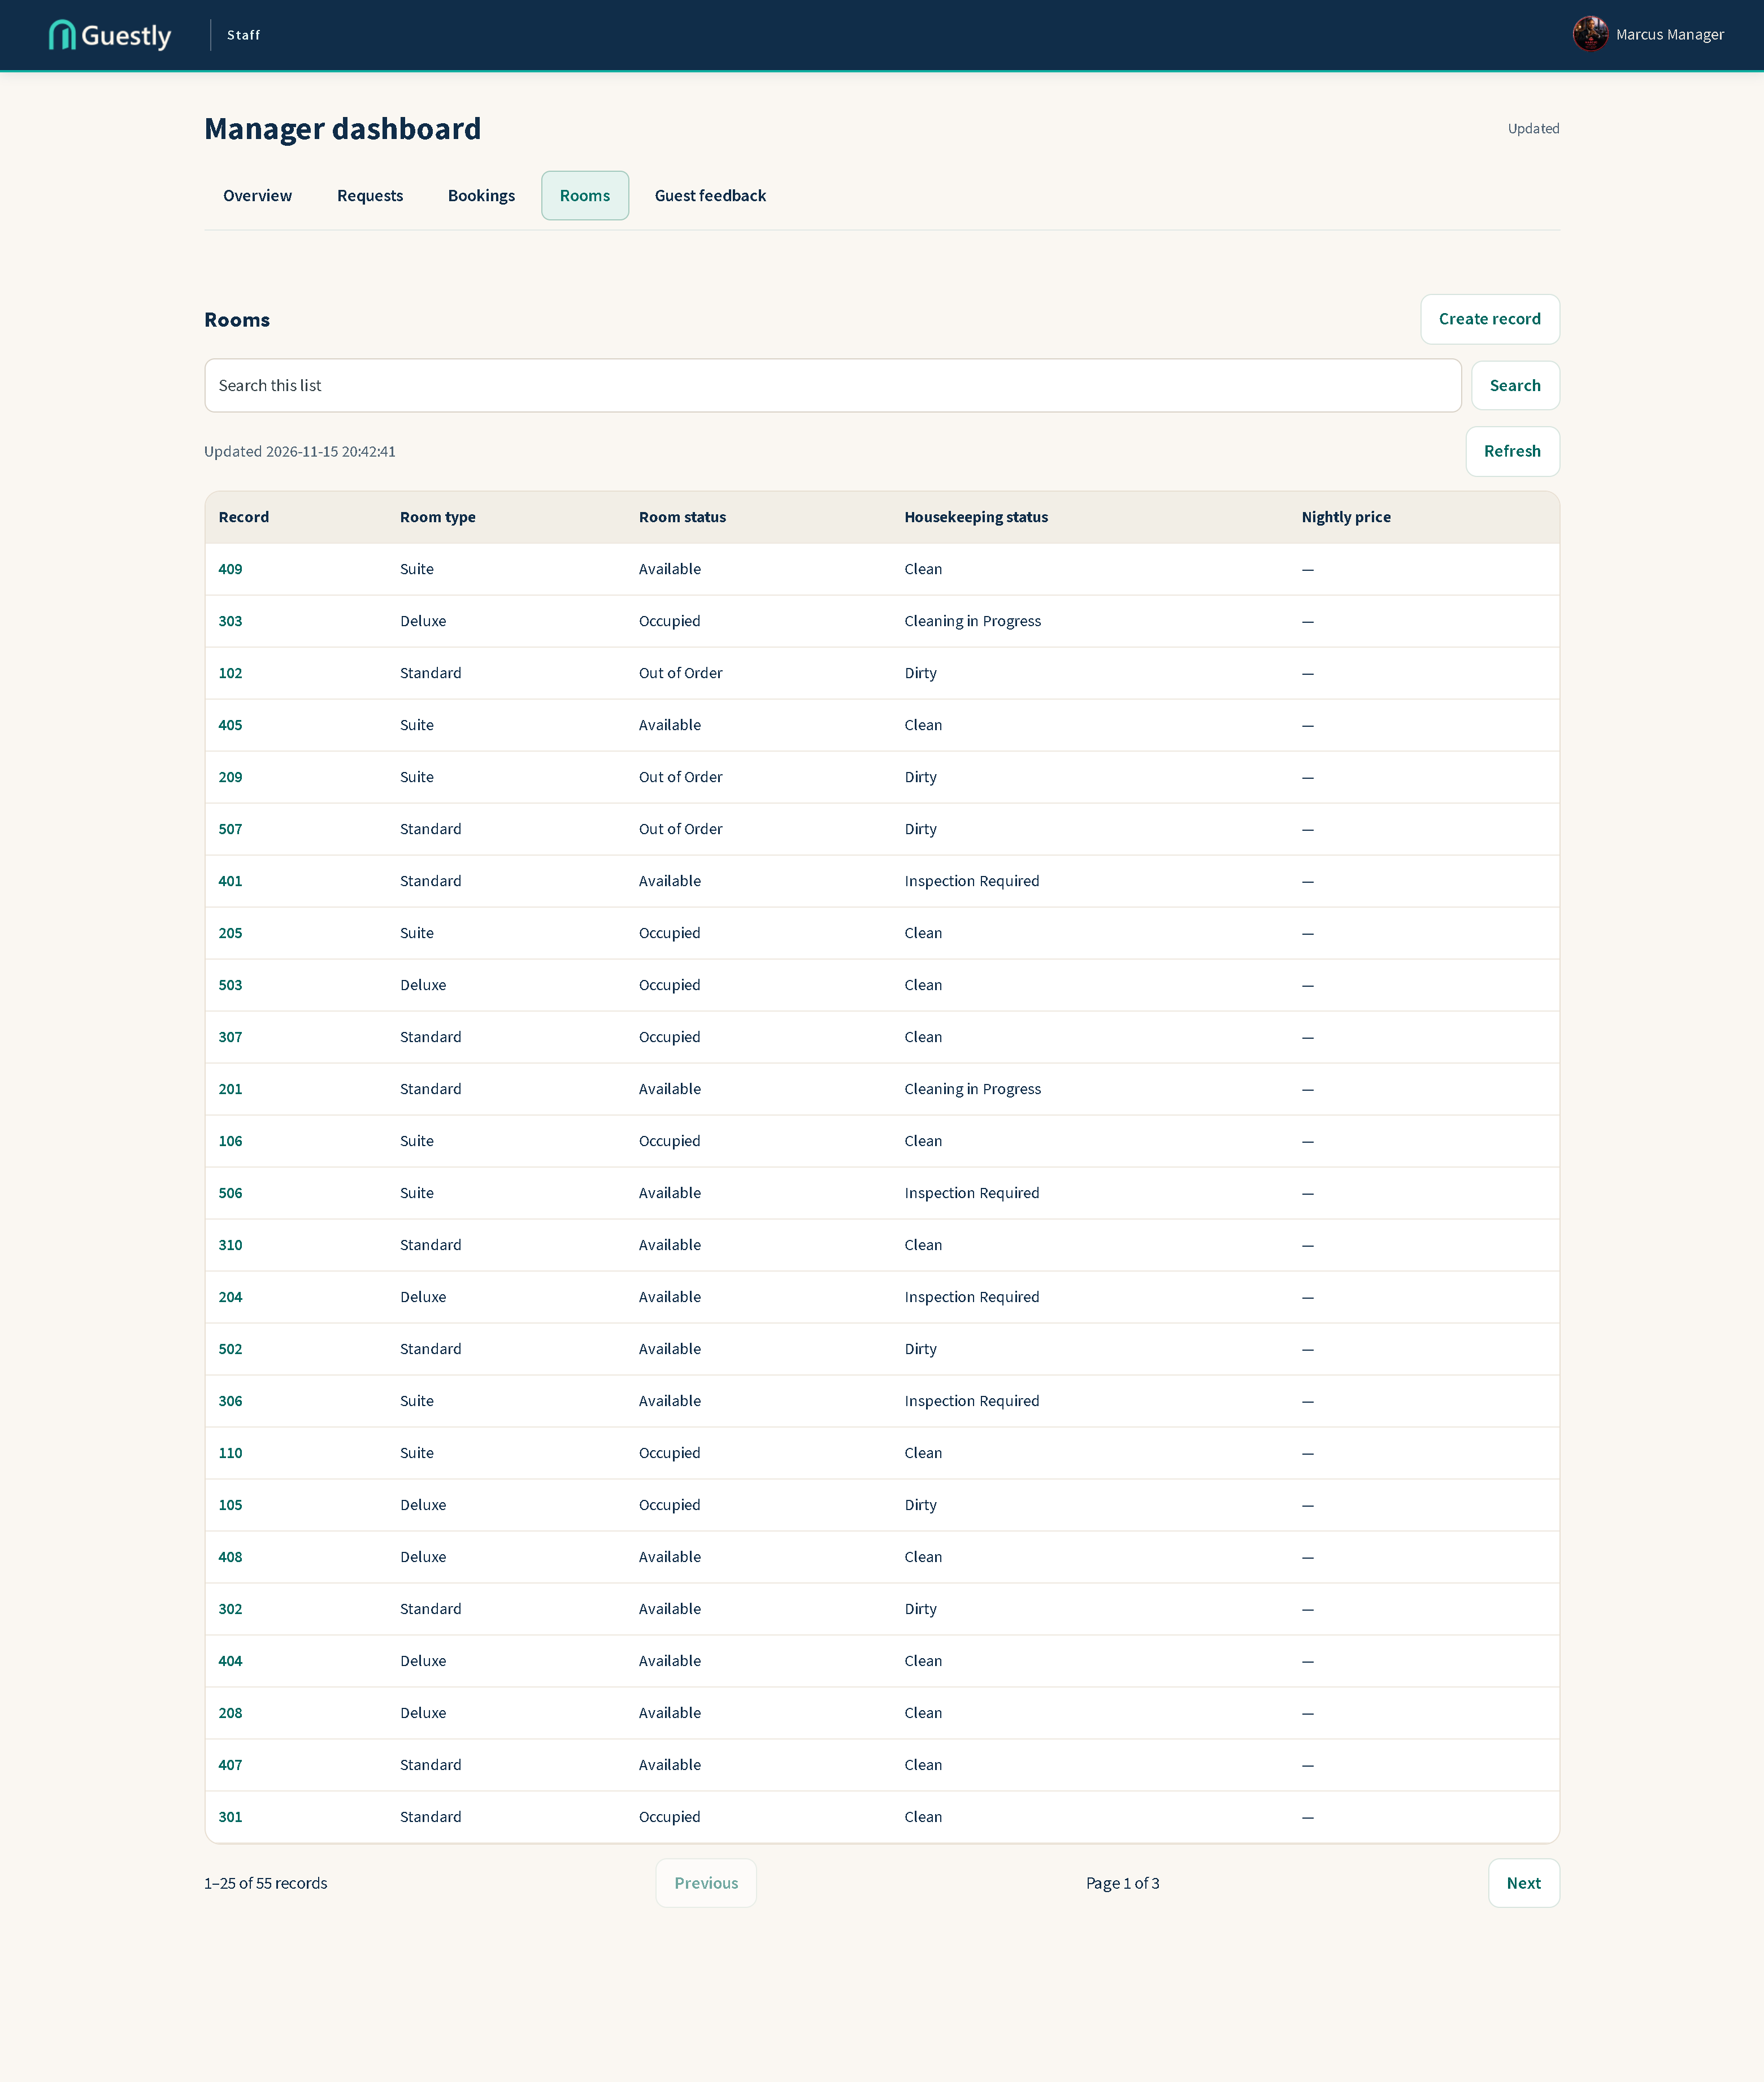 Guestly Staff Marcus Manager
Manager dashboard Updated
Overview Requests Bookings Rooms Guest feedback
Rooms Create record
Search this list Search
Updated 2026-11-15 20:42:41 Refresh
Record Room type Room status Housekeeping status Nightly price
409 Suite Available Clean —
303 Deluxe Occupied Cleaning in Progress —
102 Standard Out of Order Dirty —
405 Suite Available Clean —
209 Suite Out of Order Dirty —
507 Standard Out of Order Dirty —
401 Standard Available Inspection Required —
205 Suite Occupied Clean —
503 Deluxe Occupied Clean —
307 Standard Occupied Clean —
201 Standard Available Cleaning in Progress —
106 Suite Occupied Clean —
506 Suite Available Inspection Required —
310 Standard Available Clean —
204 Deluxe Available Inspection Required —
502 Standard Available Dirty —
306 Suite Available Inspection Required —
110 Suite Occupied Clean —
105 Deluxe Occupied Dirty —
408 Deluxe Available Clean —
302 Standard Available Dirty —
404 Deluxe Available Clean —
208 Deluxe Available Clean —
407 Standard Available Clean —
301 Standard Occupied Clean —
1–25 of 55 records Previous Page 1 of 3 Next